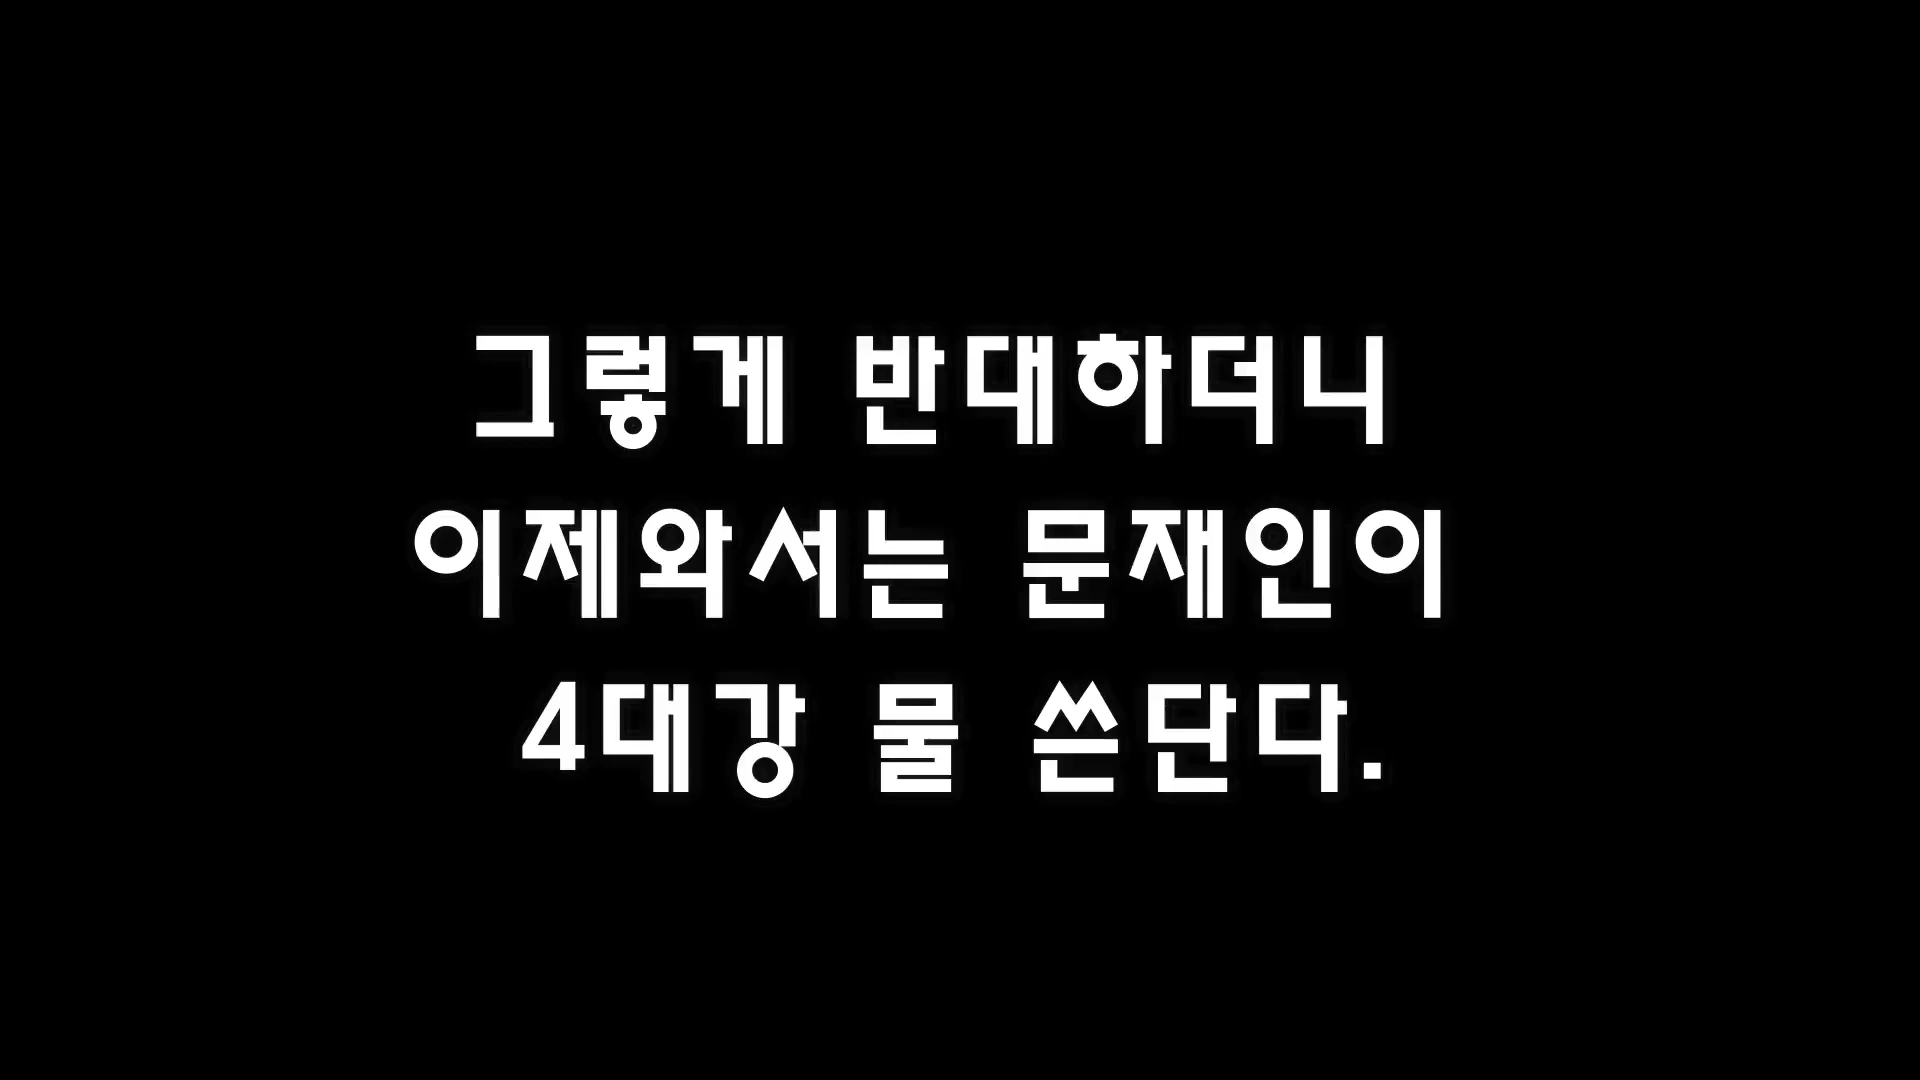 그렇게 반대하더니
이제와서는 문재인이
4대강 물 쓴단다.